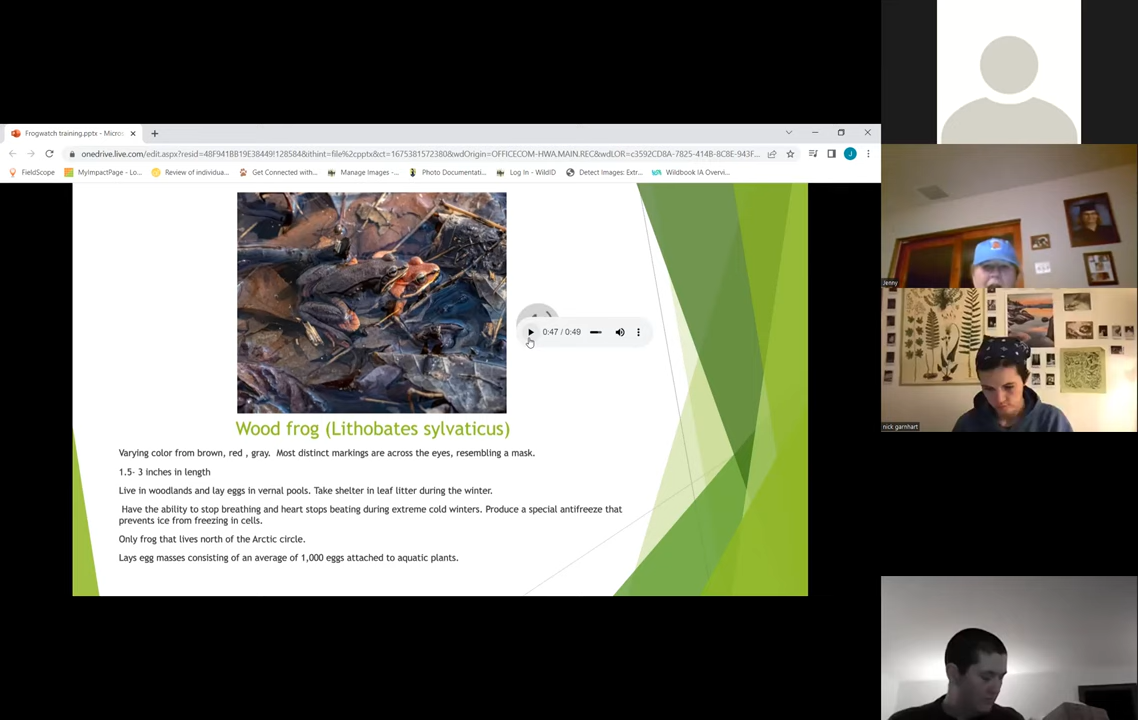 Frogwatch training.pptx - Micros
onedrive.live.com/edit.aspx?resid=48F941BB19E38449!128584&ithint=file%2cpptx&ct=1675381572380&wdOrigin=OFFICECOM-HWA.MAIN.REC&wdLOR=c3592CD8A-7825-414B-8C8E-943F...
FieldScope MyImpactPage - Lo... Review of individua... Get Connected with... Manage Images -... Photo Documentati... Log In - WildID Detect Images: Extr... Wildbook IA Overvi...
0:47 / 0:49
Wood frog (Lithobates sylvaticus)
Varying color from brown, red , gray. Most distinct markings are across the eyes, resembling a mask.
1.5- 3 inches in length
Live in woodlands and lay eggs in vernal pools. Take shelter in leaf litter during the winter.
Have the ability to stop breathing and heart stops beating during extreme cold winters. Produce a special antifreeze that
prevents ice from freezing in cells.
Only frog that lives north of the Arctic circle.
Lays egg masses consisting of an average of 1,000 eggs attached to aquatic plants.
Jenny
nick garnhart